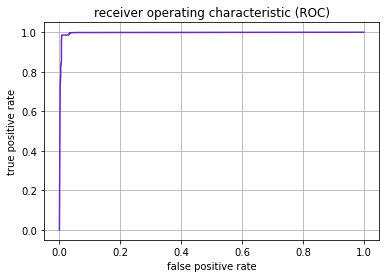 receiver operating characteristic (ROC)
true positive rate
1.0
0.8
0.6
0.4
0.2
0.0
0.0 0.2 0.4 0.6 0.8 1.0
false positive rate